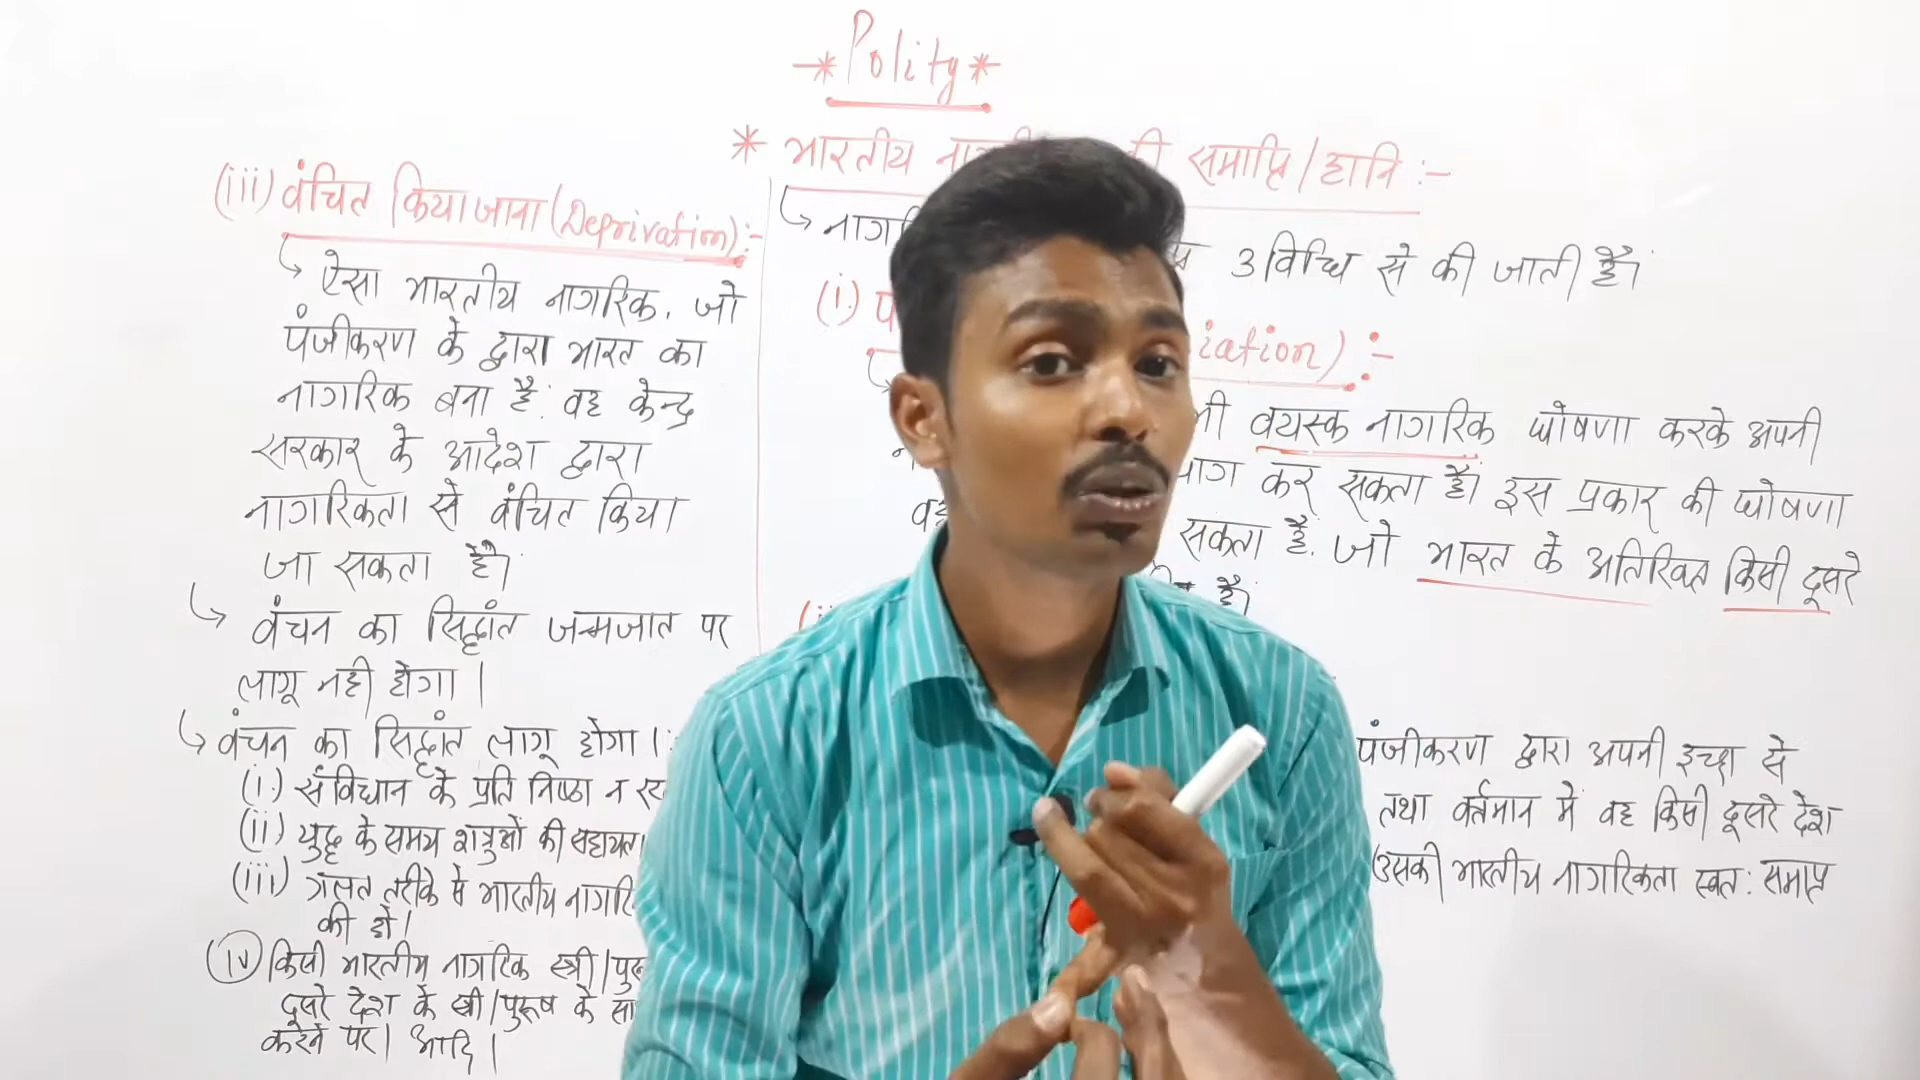 Polity
* भारतीय की समाप्ति/हानि :-
3 विधि से की जाती है।
(i.)
iation) :-
वयस्क नागरिक घोषणा करके अपनी
कर सकता है। इस प्रकार की घोषणा
सकता है. जो भारत के अतिरिक्त किसी दूसरे
है।
पंजीकरण द्वारा अपनी इच्छा से
तथा वर्तमान में वह किसी दूसरे देश
उसकी भारतीय नागरिकता स्वत: समाप्त
(iii) वंचित किया जाना (Deprivation) :-
ऐसा भारतीय नागरिक, जो
पंजीकरण के द्वारा भारत का
नागरिक बना है: वह केन्द्र
सरकार के आदेश द्वारा
नागरिकता से वंचित किया
जा सकता है।
वंचन का सिद्धांत जन्मजात पर
लागू नही होगा।
वंचन का सिद्धांत लागू होगा।:
(i.) संविधान के प्रति निष्ठा न
(ii) युद्ध के समय शत्रुओं की सहायता
(iii) गलत तरीके से भारतीय
की हो।
(iv) किसी भारतीय नागरिक स्त्री/
दूसरे देश के स्त्री/पुरूष के
करने पर। आदि।